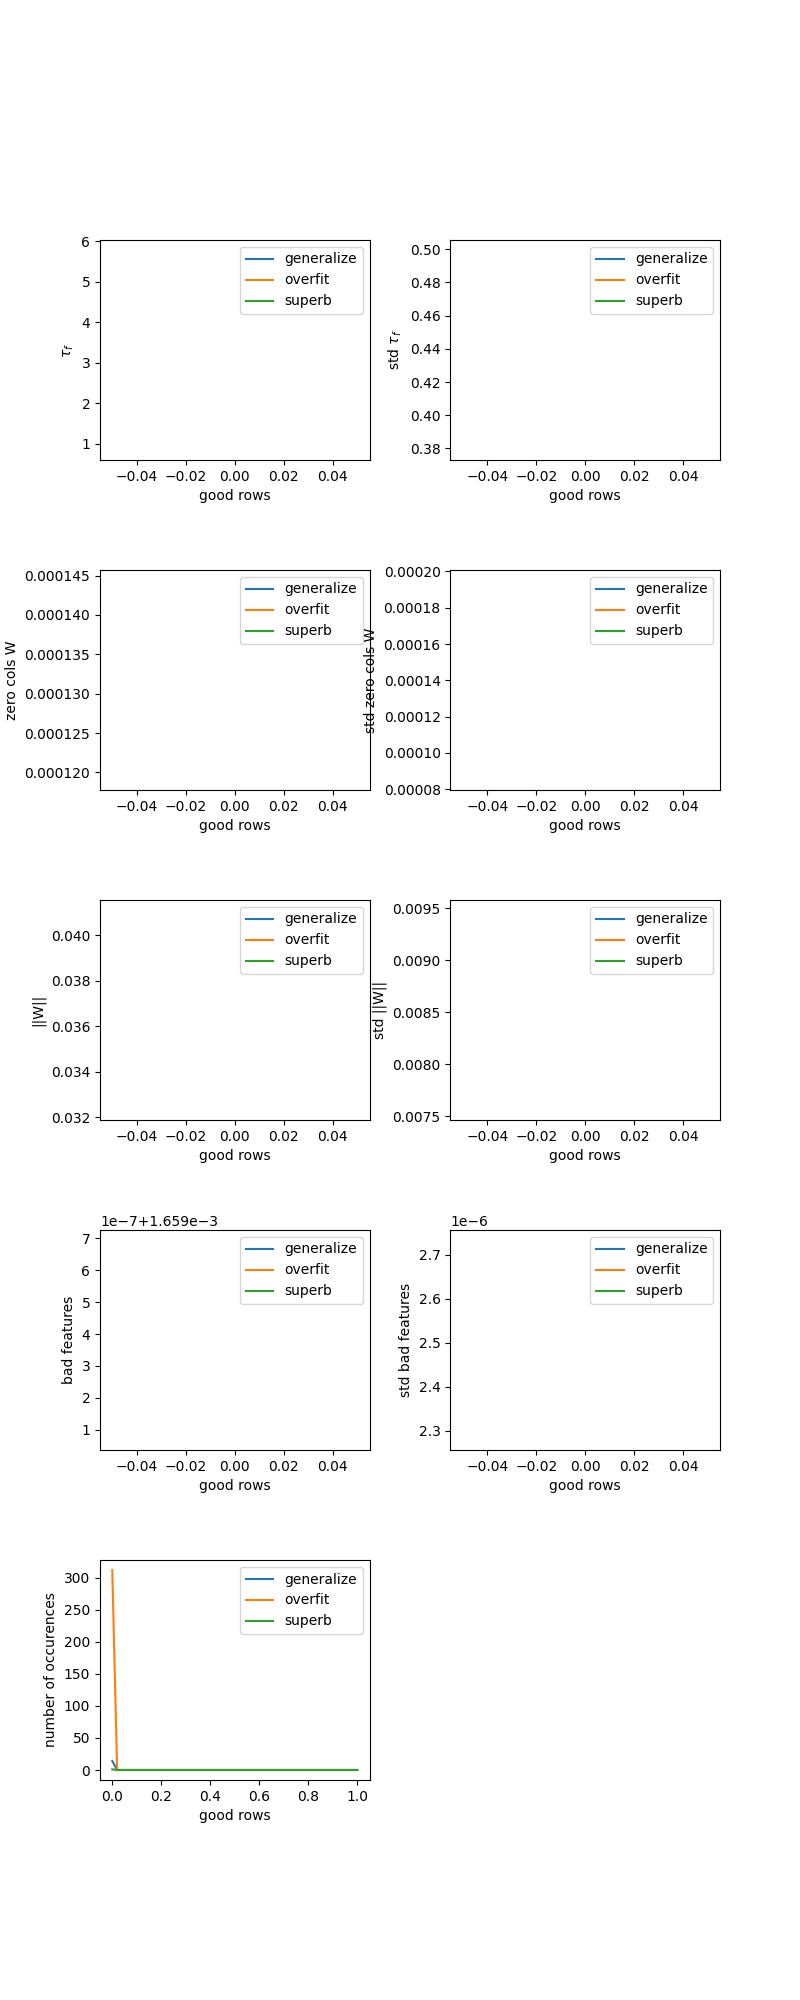 6
5
4
3
2
1
τf
−0.04 −0.02 0.00 0.02 0.04
good rows
generalize
overfit
superb
0.50
0.48
0.46
0.44
0.42
0.40
0.38
std τf
−0.04 −0.02 0.00 0.02 0.04
good rows
generalize
overfit
superb
0.000145
0.000140
0.000135
0.000130
0.000125
0.000120
zero cols W
−0.04 −0.02 0.00 0.02 0.04
good rows
generalize
overfit
superb
0.00020
0.00018
0.00016
0.00014
0.00012
0.00010
0.00008
std zero cols W
−0.04 −0.02 0.00 0.02 0.04
good rows
generalize
overfit
superb
0.040
0.038
0.036
0.034
0.032
||W||
−0.04 −0.02 0.00 0.02 0.04
good rows
generalize
overfit
superb
0.0095
0.0090
0.0085
0.0080
0.0075
std ||W||
−0.04 −0.02 0.00 0.02 0.04
good rows
generalize
overfit
superb
1e−7+1.659e−3
7
6
5
4
3
2
1
bad features
−0.04 −0.02 0.00 0.02 0.04
good rows
generalize
overfit
superb
1e−6
2.7
2.6
2.5
2.4
2.3
std bad features
−0.04 −0.02 0.00 0.02 0.04
good rows
generalize
overfit
superb
300
250
200
150
100
50
0
number of occurences
0.0 0.2 0.4 0.6 0.8 1.0
good rows
generalize
overfit
superb